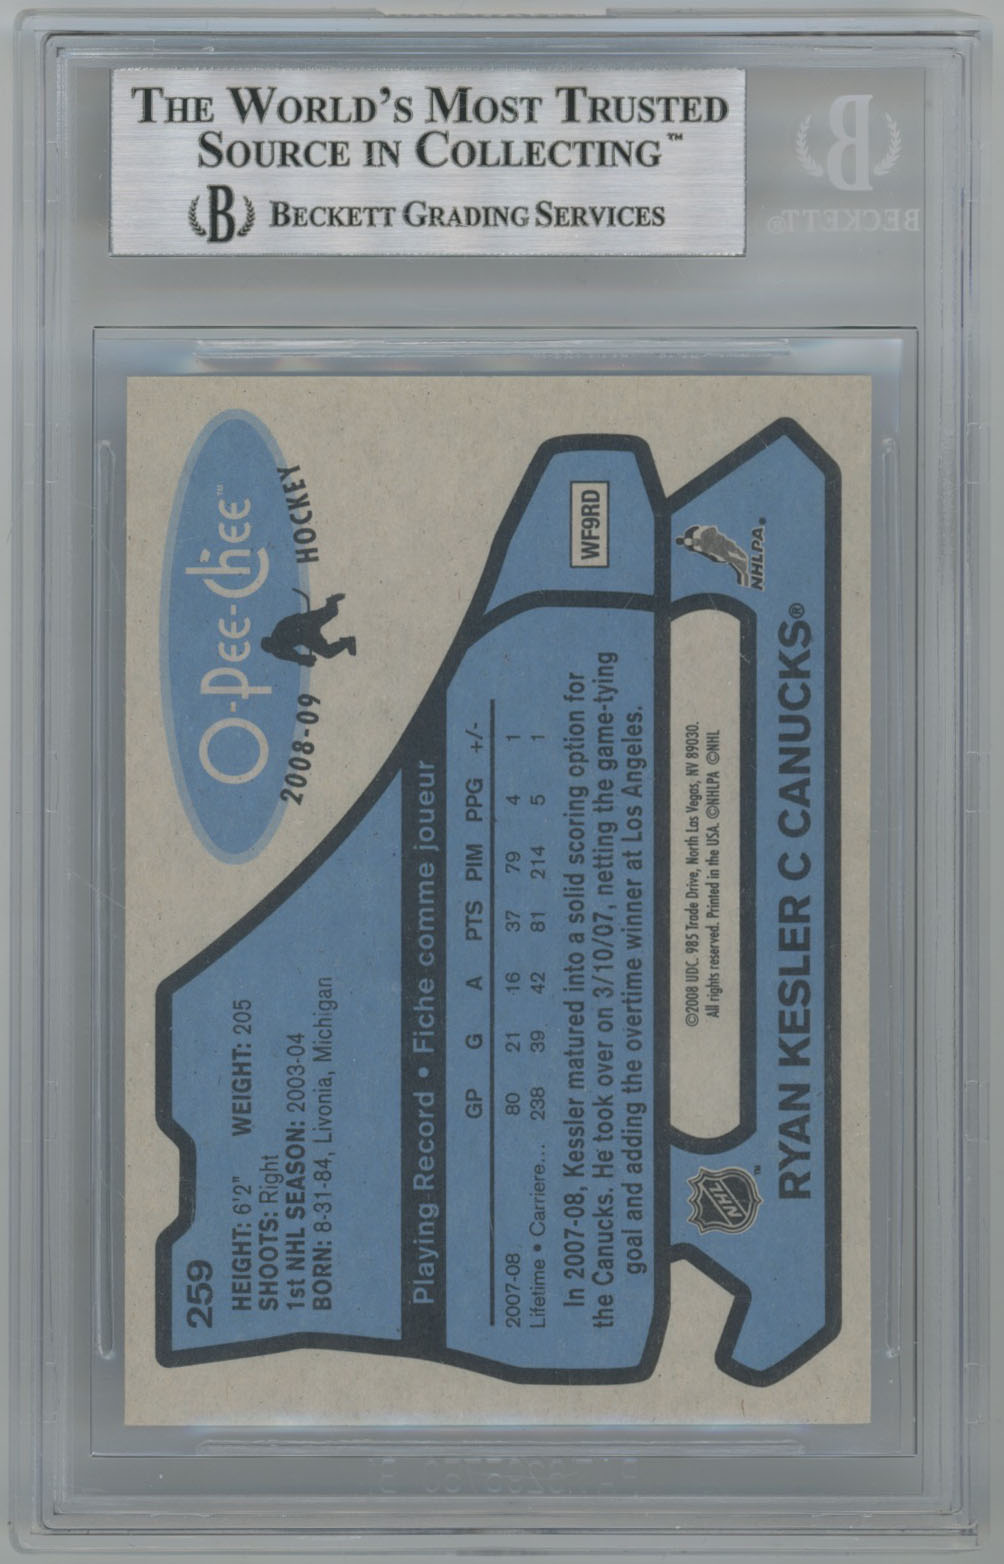 THE WORLD'S MOST TRUSTED
SOURCE IN COLLECTING™
B BECKETT GRADING SERVICES
B
BECKETT®
O-Pee-Chee™
2008-09 HOCKEY
259
HEIGHT: 6'2" WEIGHT: 205
SHOOTS: Right
1st NHL SEASON: 2003-04
BORN: 8-31-84, Livonia, Michigan
Playing Record • Fiche comme joueur
GP G A PTS PIM PPG +/-
2007-08 80 21 16 37 79 4 1
Lifetime • Carriere... 238 39 42 81 214 5 1
In 2007-08, Kessler matured into a solid scoring option for
the Canucks. He took over on 3/10/07, netting the game-tying
goal and adding the overtime winner at Los Angeles.
WF9RD
©2008 UDC. 985 Trade Drive, North Las Vegas, NV 89030.
All rights reserved. Printed in the USA. ©NHLPA ©NHL
NHL™
NHLPA®
RYAN KESLER C CANUCKS®